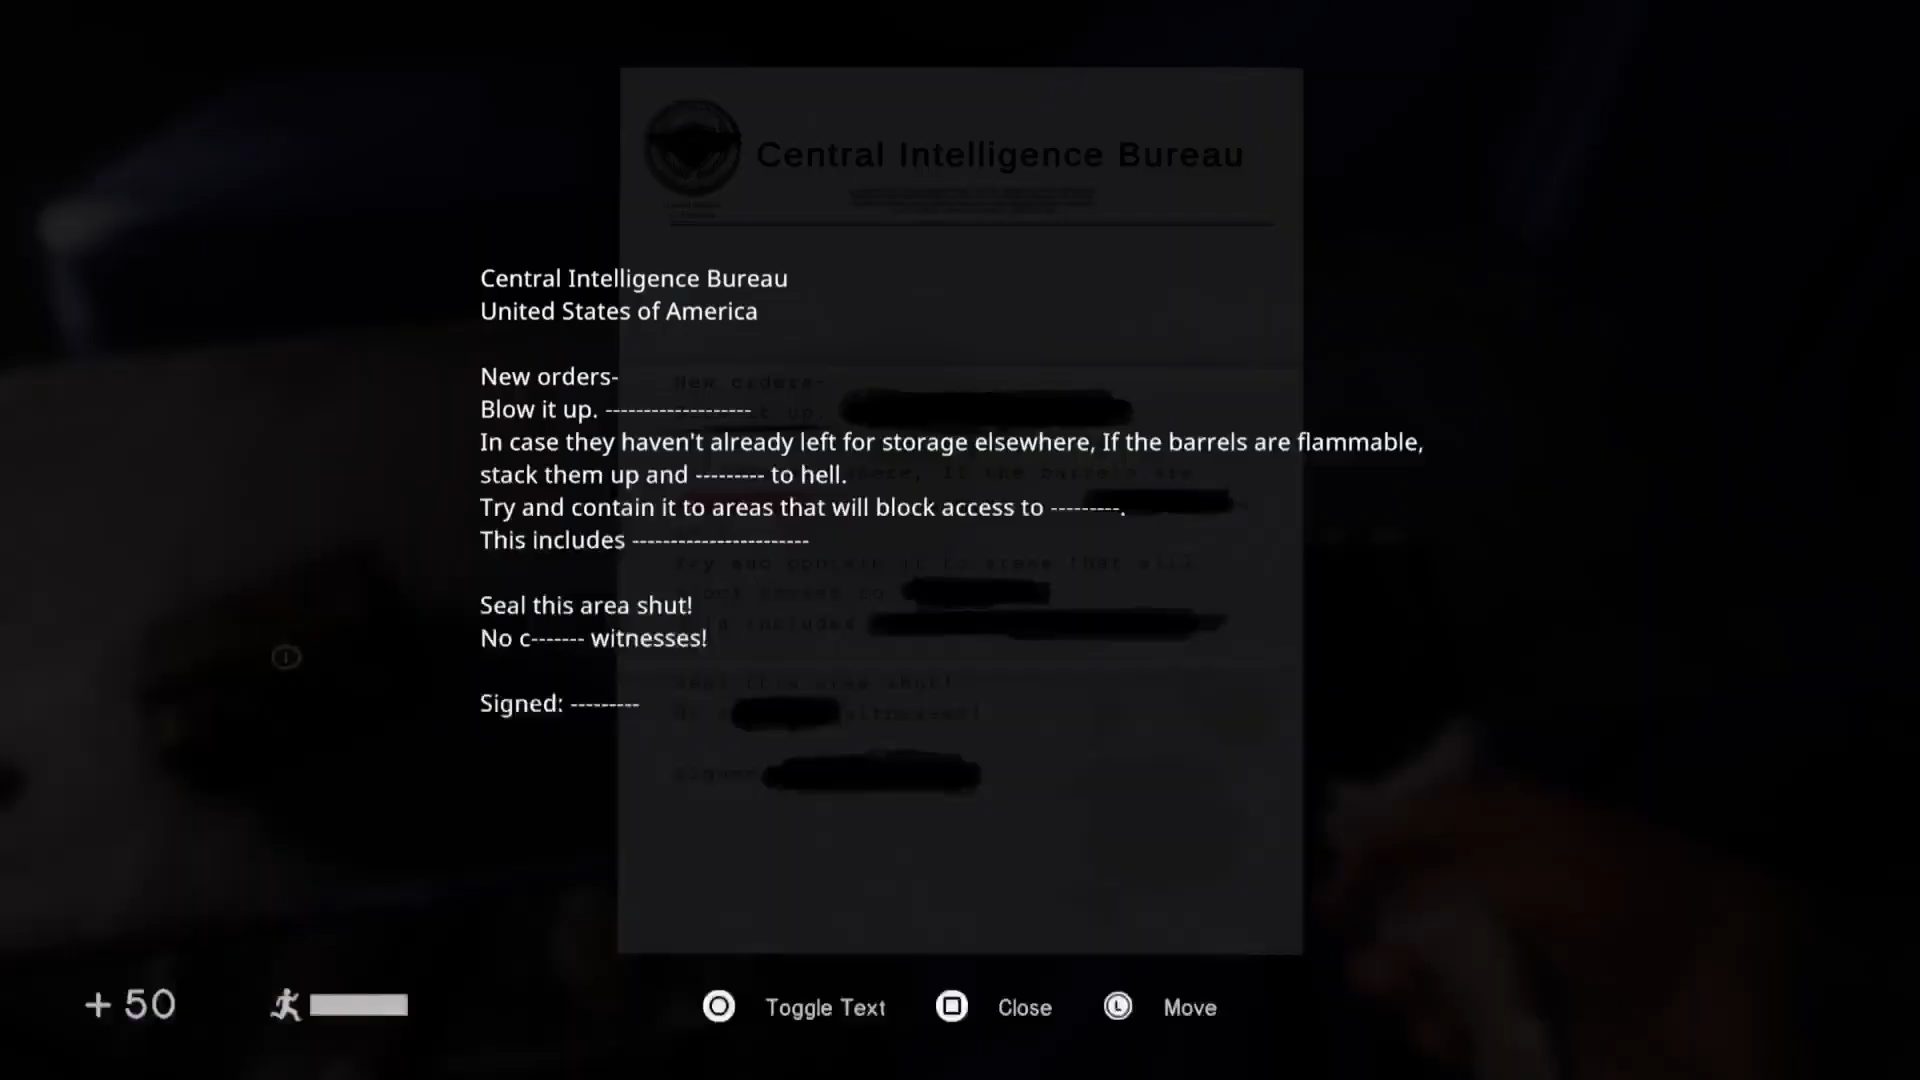 Central Intelligence Bureau
Central Intelligence Bureau
United States of America
New orders-
Blow it up. -------------------
In case they haven't already left for storage elsewhere, If the barrels are flammable,
stack them up and --------- to hell.
Try and contain it to areas that will block access to ---------.
This includes -----------------------
Seal this area shut!
No c------- witnesses!
Signed: ---------
New orders-
+ 50
Toggle Text
Close
L
Move